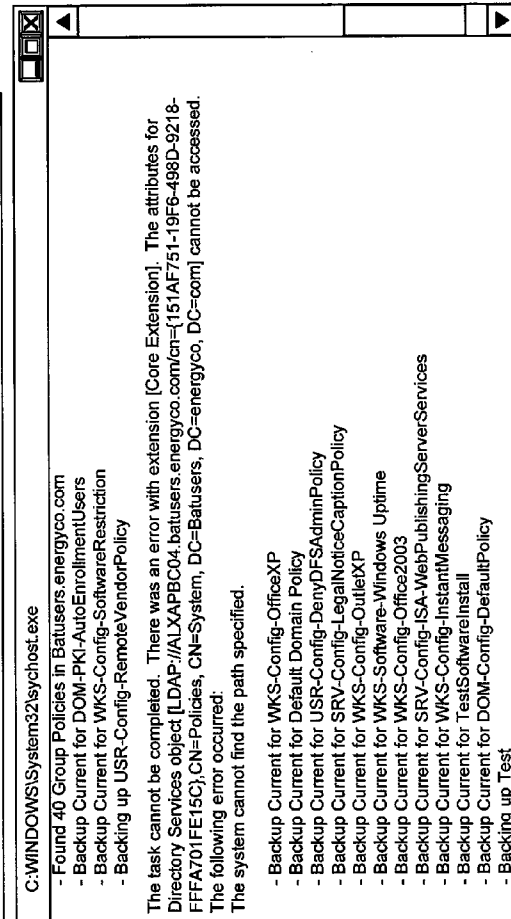 C:\WINDOWS\System32\sychost.exe
- Found 40 Group Policies in Batusers.energyco.com
- Backup Current for DOM-PKI-AutoEnrollmentUsers
- Backup Current for WKS-Config-SoftwareRestriction
- Backing up USR-Config-RemoteVendorPolicy
The task cannot be completed. There was an error with extension [Core Extension]. The attributes for
Directory Services object [LDAP://ALXAPBC04.batusers.energyco.com/cn={151AF751-19F6-498D-9218-
FFFA701FE15C},CN=Policies, CN=System, DC=Batusers, DC=energyco, DC=com] cannot be accessed.
The following error occurred:
The system cannot find the path specified.
- Backup Current for WKS-Config-OfficeXP
- Backup Current for Default Domain Policy
- Backup Current for USR-Config-DenyDFSAdminPolicy
- Backup Current for SRV-Config-LegalNoticeCaptionPolicy
- Backup Current for WKS-Config-OutletXP
- Backup Current for WKS-Software-Windows Uptime
- Backup Current for WKS-Config-Office2003
- Backup Current for SRV-Config-ISA-WebPublishingServerServices
- Backup Current for WKS-Config-InstantMessaging
- Backup Current for TestSoftwareInstall
- Backup Current for DOM-Config-DefaultPolicy
- Backing up Test